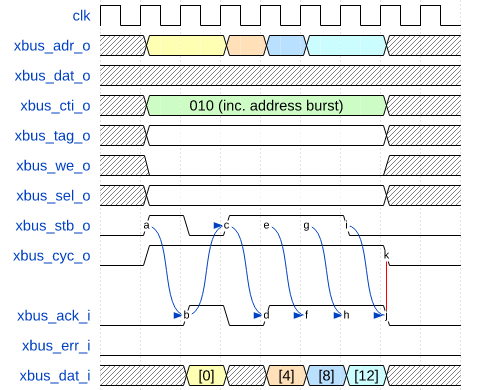 clk
xbus_adr_o
xbus_dat_o
xbus_cti_o 010 (inc. address burst)
xbus_tag_o
xbus_we_o
xbus_sel_o
xbus_stb_o a c e g i
xbus_cyc_o k
xbus_ack_i b d f h j
xbus_err_i
xbus_dat_i [0] [4] [8] [12]